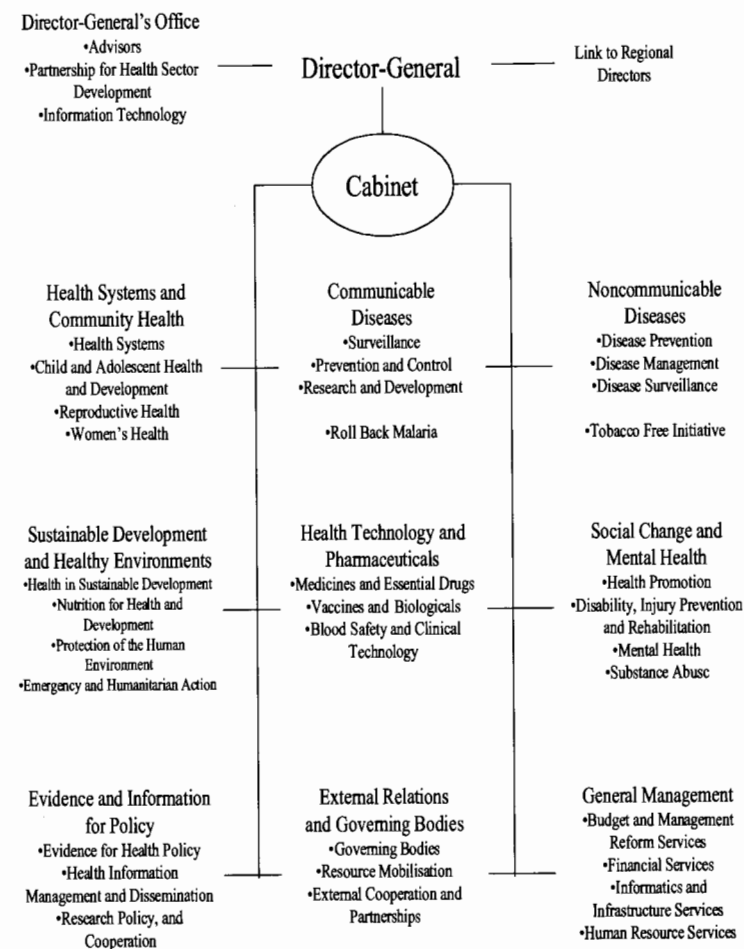 Director-General's Office
•Advisors
•Partnership for Health Sector
Development
•Information Technology
Director-General
Link to Regional
Directors
Cabinet
Health Systems and
Community Health
•Health Systems
•Child and Adolescent Health
and Development
•Reproductive Health
•Women's Health
Communicable
Diseases
•Surveillance
•Prevention and Control
•Research and Development
•Roll Back Malaria
Noncommunicable
Diseases
•Disease Prevention
•Disease Management
•Disease Surveillance
•Tobacco Free Initiative
Sustainable Development
and Healthy Environments
•Health in Sustainable Development
•Nutrition for Health and
Development
•Protection of the Human
Environment
•Emergency and Humanitarian Action
Health Technology and
Pharmaceuticals
•Medicines and Essential Drugs
•Vaccines and Biologicals
•Blood Safety and Clinical
Technology
Social Change and
Mental Health
•Health Promotion
•Disability, Injury Prevention
and Rehabilitation
•Mental Health
•Substance Abuse
Evidence and Information
for Policy
•Evidence for Health Policy
•Health Information
Management and Dissemination
•Research Policy, and
Cooperation
External Relations
and Governing Bodies
•Governing Bodies
•Resource Mobilisation
•External Cooperation and
Partnerships
General Management
•Budget and Management
Reform Services
•Financial Services
•Informatics and
Infrastructure Services
•Human Resource Services